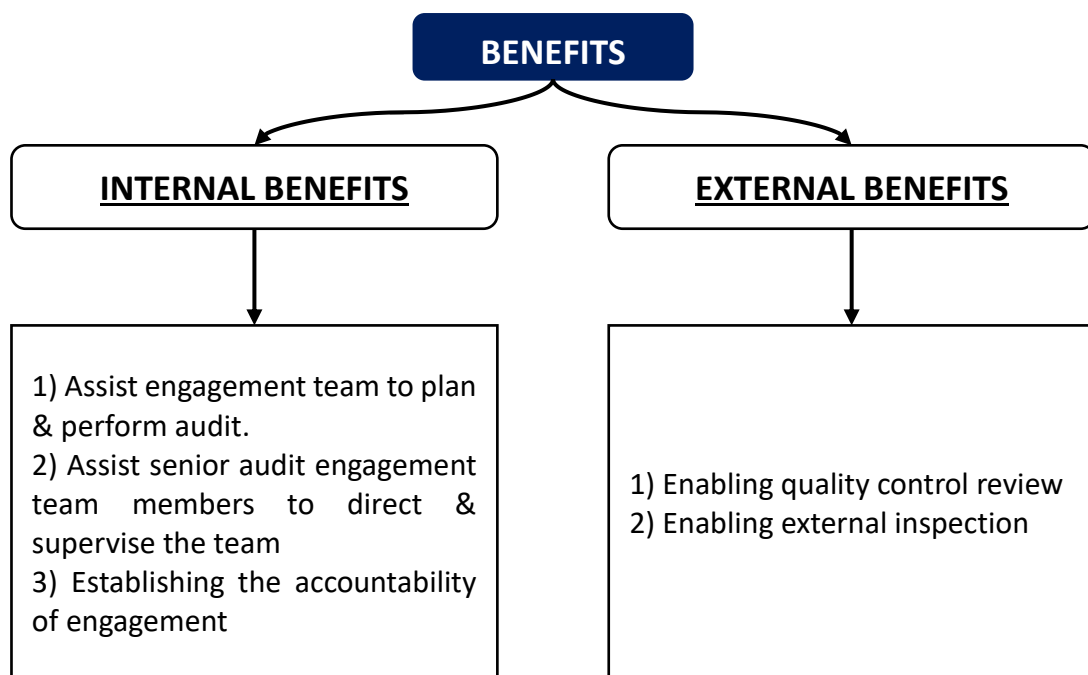 BENEFITS
INTERNAL BENEFITS
EXTERNAL BENEFITS
1) Assist engagement team to plan
& perform audit.
2) Assist senior audit engagement
team members to direct &
supervise the team
3) Establishing the accountability
of engagement
1) Enabling quality control review
2) Enabling external inspection